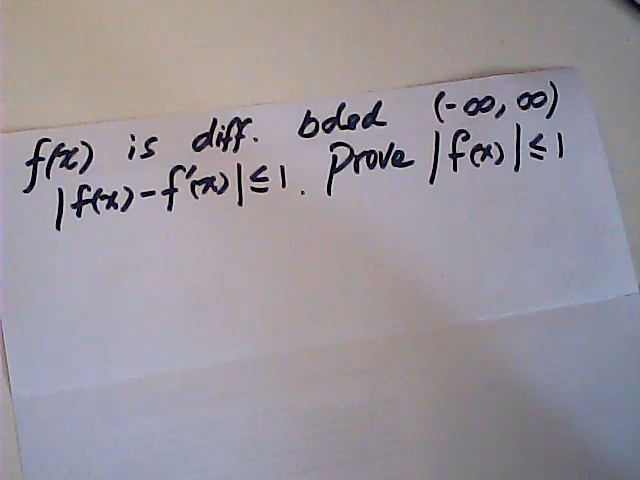 f(x) is diff. bded (-∞, ∞)
|f(x) - f'(x)| ≤ 1. Prove |f(x)| ≤ 1